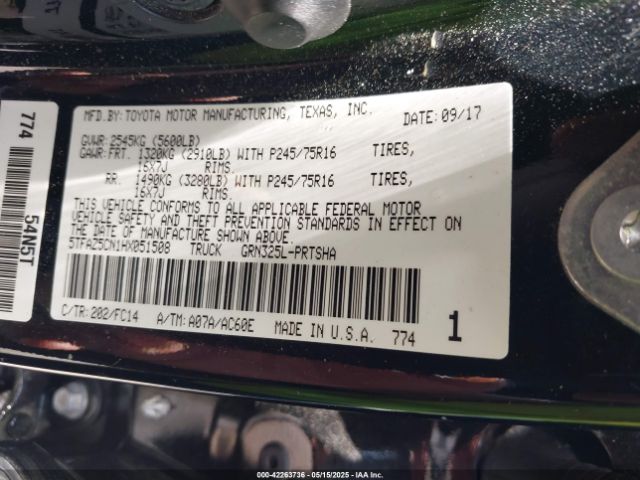 MFD.BY:TOYOTA MOTOR MANUFACTURING, TEXAS, INC. DATE:09/17
GVWR:2545KG (5600LB)
GAWR:FRT. 1320KG (2910LB) WITH P245/75R16 TIRES,
16X7J RIMS.
RR. 1490KG (3280LB) WITH P245/75R16 TIRES,
16X7J RIMS.
THIS VEHICLE CONFORMS TO ALL APPLICABLE FEDERAL MOTOR
VEHICLE SAFETY AND THEFT PREVENTION STANDARDS IN EFFECT ON
THE DATE OF MANUFACTURE SHOWN ABOVE.
5TFAZ5CN1HX051508 TRUCK GRN325L-PRTSHA
C/TR:202/FC14 A/TM:A07A/AC60E MADE IN U.S.A. 774 1
774 54N5T
000-42263736 - 05/15/2025 - IAA Inc.